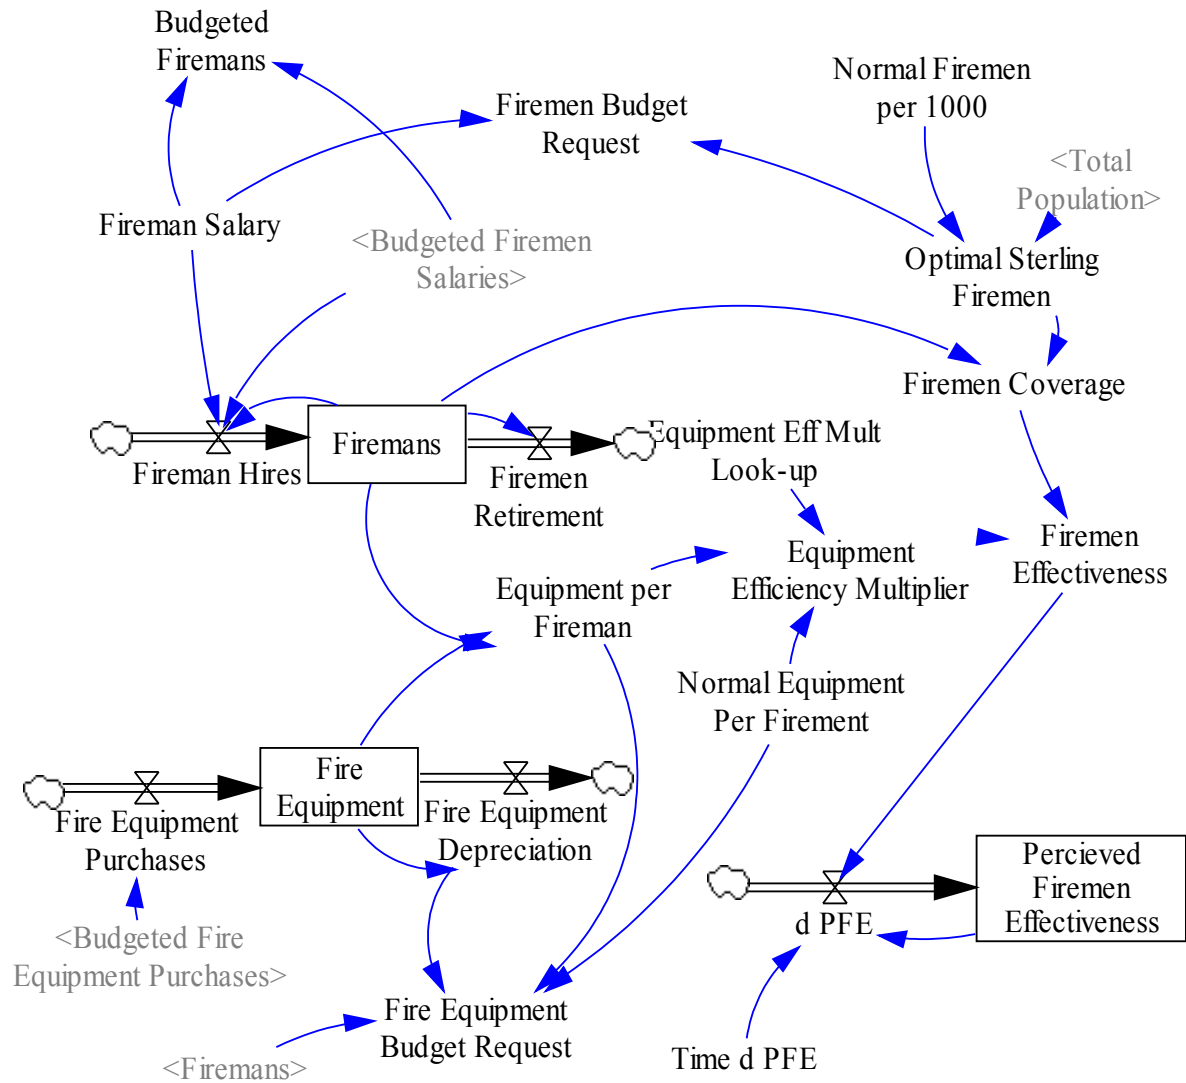 Budgeted
Firemans
Normal Firemen
per 1000
Firemen Budget
Request
<Total
Population>
Fireman Salary
<Budgeted Firemen
Salaries>
Optimal Sterling
Firemen
Firemen Coverage
Firemans
Equipment Eff Mult
Look-up
Fireman Hires
Firemen
Retirement
Equipment
Efficiency Multiplier
Firemen
Effectiveness
Equipment per
Fireman
Normal Equipment
Per Firement
Fire
Equipment
Fire Equipment
Purchases
Fire Equipment
Depreciation
Percieved
Firemen
Effectiveness
d PFE
<Budgeted Fire
Equipment Purchases>
Fire Equipment
Budget Request
<Firemans>
Time d PFE